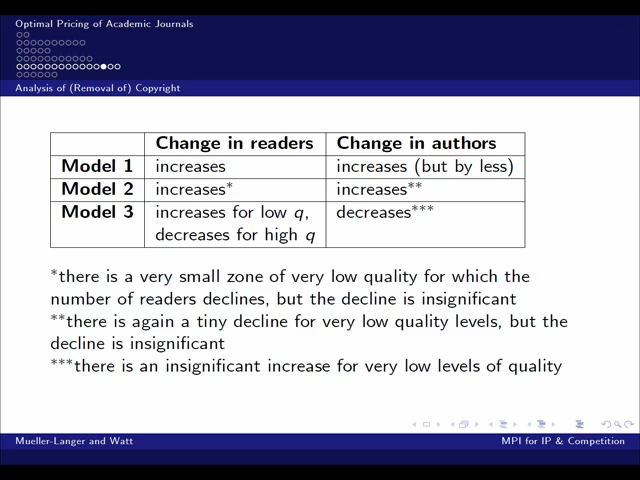 Optimal Pricing of Academic Journals
Analysis of (Removal of) Copyright
Change in readers Change in authors
Model 1 increases increases (but by less)
Model 2 increases* increases**
Model 3 increases for low q, decreases***
decreases for high q
*there is a very small zone of very low quality for which the
number of readers declines, but the decline is insignificant
**there is again a tiny decline for very low quality levels, but the
decline is insignificant
***there is an insignificant increase for very low levels of quality
Mueller-Langer and Watt MPI for IP & Competition